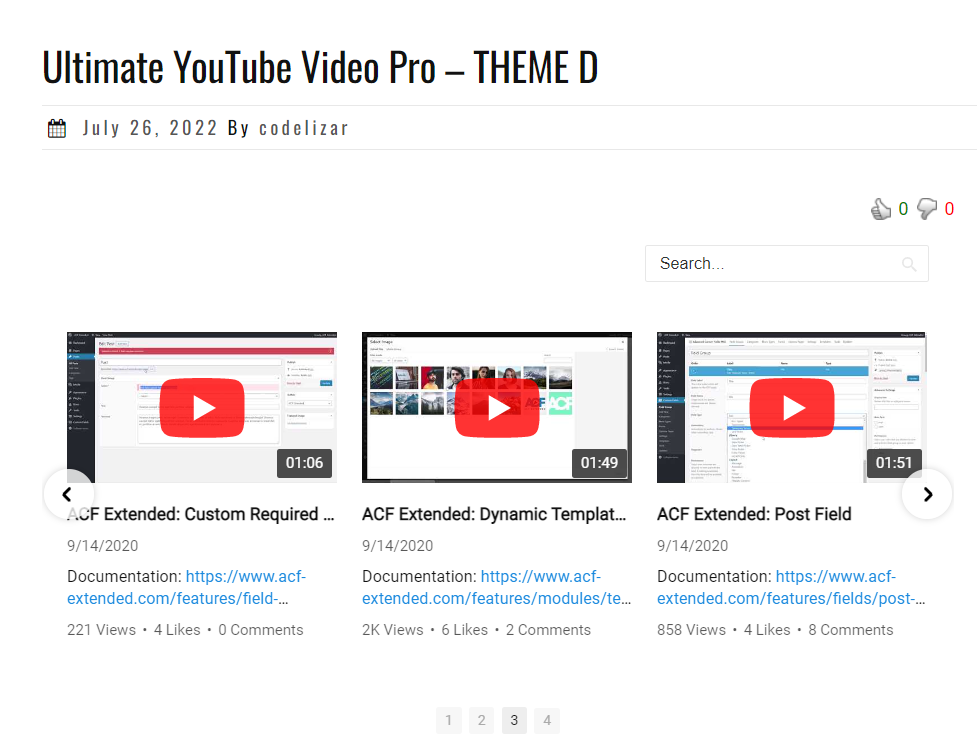 Ultimate YouTube Video Pro – THEME D
July 26, 2022 By codelizar
0 0
Search...
Select Image
01:06
01:49
01:51
ACF Extended: Custom Required ...
9/14/2020
Documentation: https://www.acf-
extended.com/features/field-...
221 Views • 4 Likes • 0 Comments
ACF Extended: Dynamic Templat...
9/14/2020
Documentation: https://www.acf-
extended.com/features/modules/te...
2K Views • 6 Likes • 2 Comments
ACF Extended: Post Field
9/14/2020
Documentation: https://www.acf-
extended.com/features/fields/post-...
858 Views • 4 Likes • 8 Comments
1 2 3 4